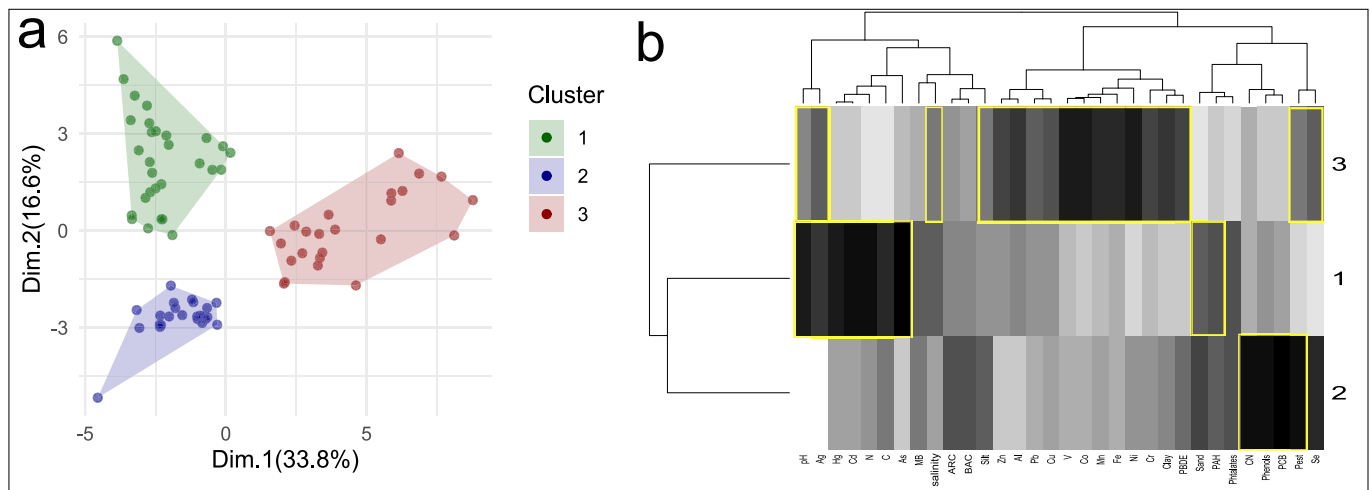 a
6
3
0
-3
-5
0
5
Dim.2(16.6%)
Dim.1(33.8%)
Cluster
1
2
3
b
3
1
2
pH
Ag
Hg
Cd
N
C
As
MB
salinity
ARC
BAC
Silt
Zn
Al
Pb
Cu
V
Co
Mn
Fe
Ni
Cr
Clay
PBDE
Sand
PAH
Phtalates
CN
Phenols
PCB
Pest
Se